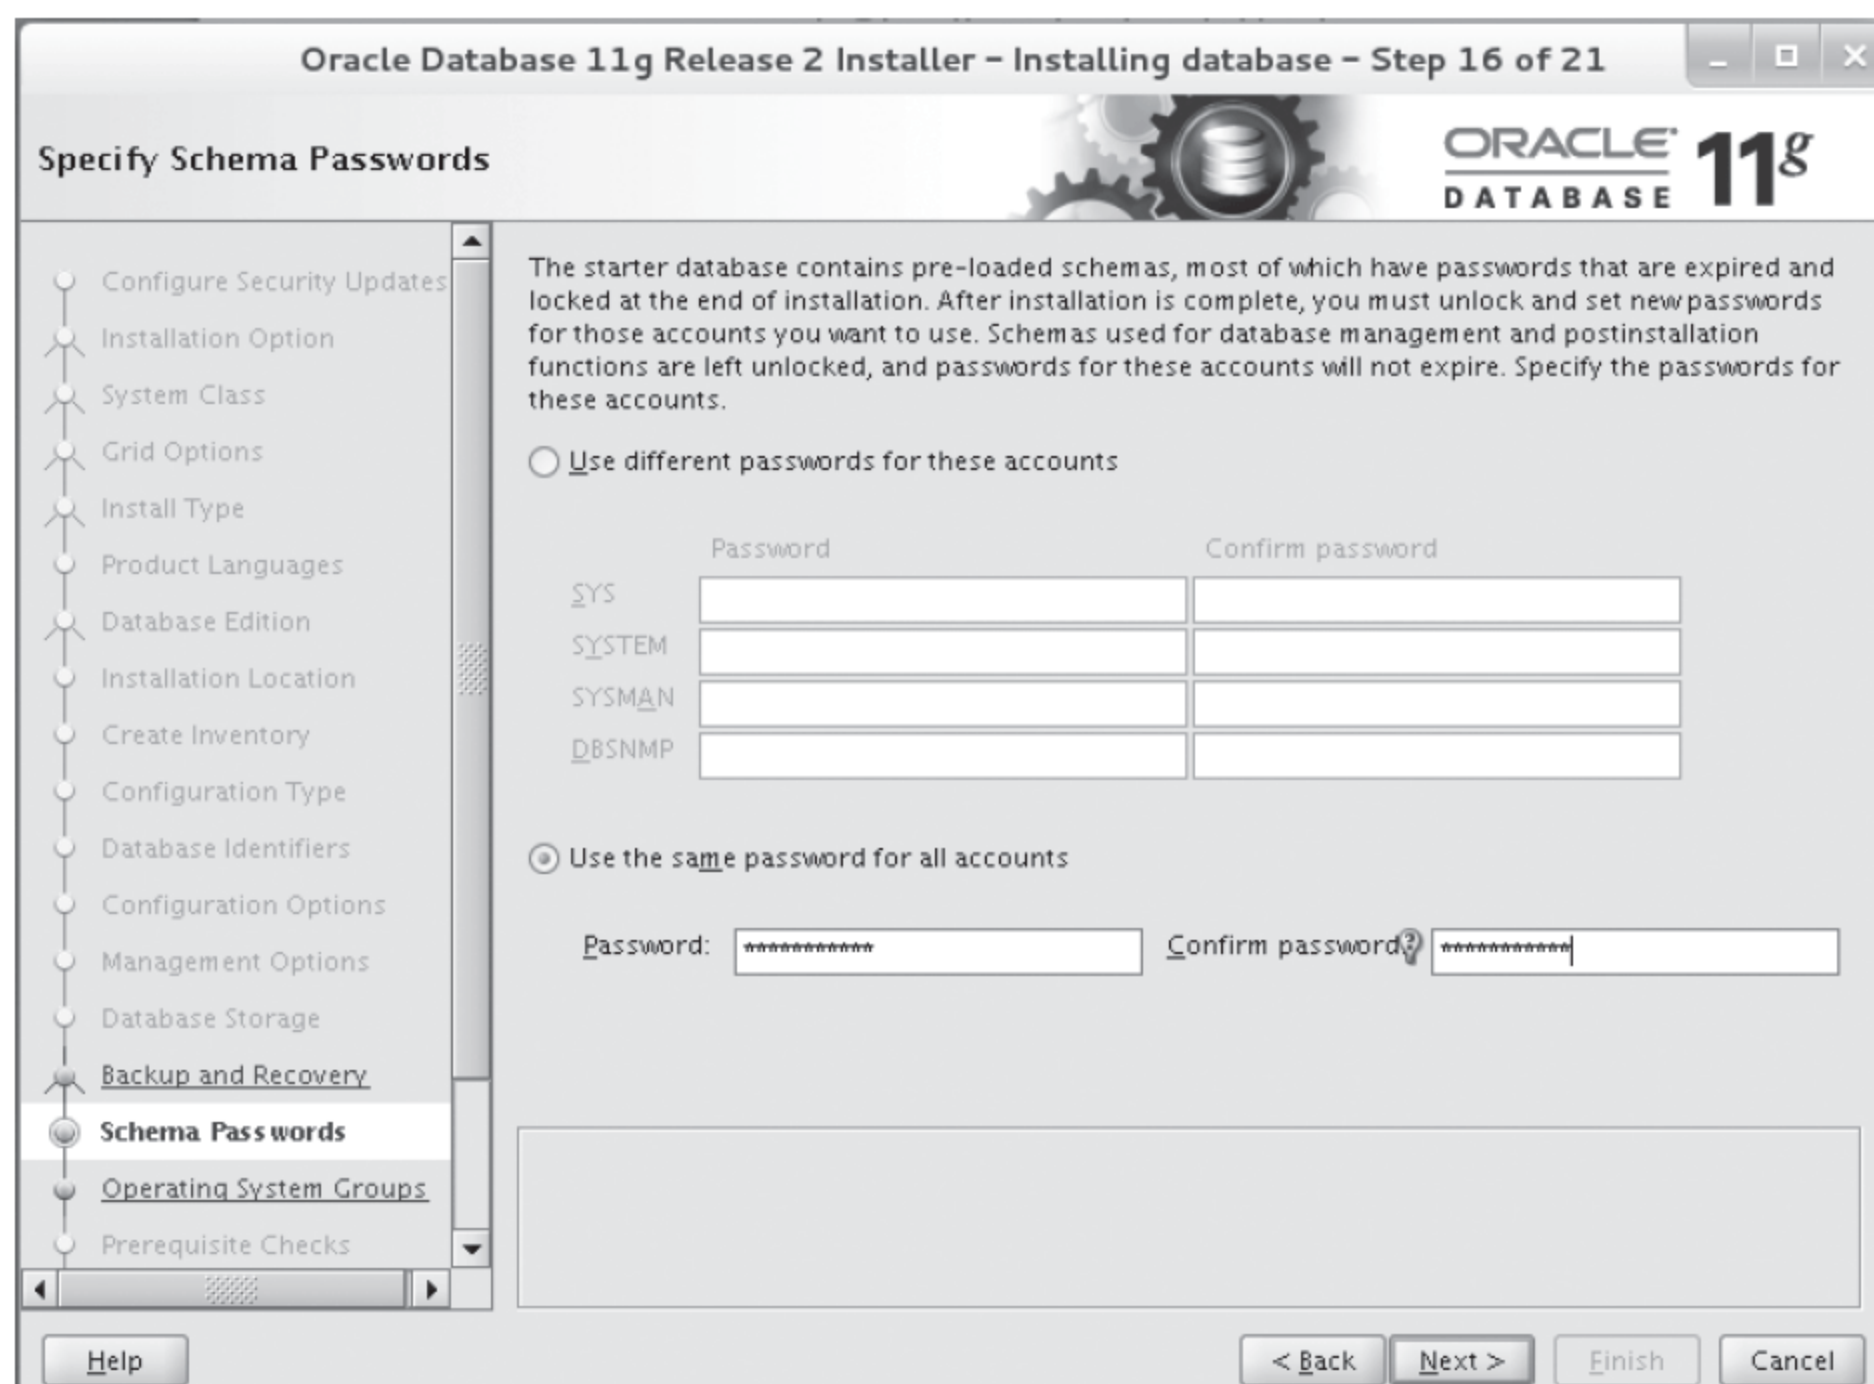 Oracle Database 11g Release 2 Installer – Installing database – Step 16 of 21
Specify Schema Passwords
ORACLE
DATABASE
11g
Configure Security Updates
Installation Option
System Class
Grid Options
Install Type
Product Languages
Database Edition
Installation Location
Create Inventory
Configuration Type
Database Identifiers
Configuration Options
Management Options
Database Storage
Backup and Recovery
Schema Passwords
Operating System Groups
Prerequisite Checks
The starter database contains pre-loaded schemas, most of which have passwords that are expired and
locked at the end of installation. After installation is complete, you must unlock and set new passwords
for those accounts you want to use. Schemas used for database management and postinstallation
functions are left unlocked, and passwords for these accounts will not expire. Specify the passwords for
these accounts.
Use different passwords for these accounts
Password Confirm password
SYS
SYSTEM
SYSMAN
DBSNMP
Use the same password for all accounts
Password: *********** Confirm password: ***********
Help < Back Next > Finish Cancel